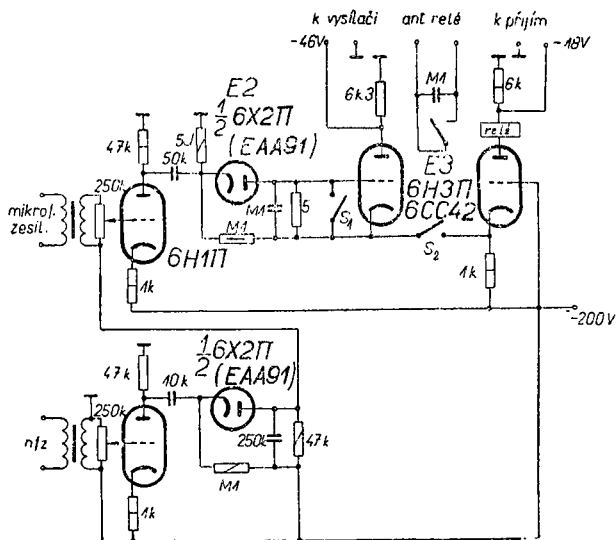 k vysílači
ant relé
k přijím
-46V
-18V
E2
1/2 6X2П
(EAA91)
47k
50k
5J
6k3
M1
6k
relé
E3
6H3П
6CC42
250k
mikrof.
zesil.
M1
5
S1
M1
S2
6H1П
1k
1k
-200V
1/2 6X2П
(EAA91)
47k
10k
250k
nfz
250k
47k
M1
1k